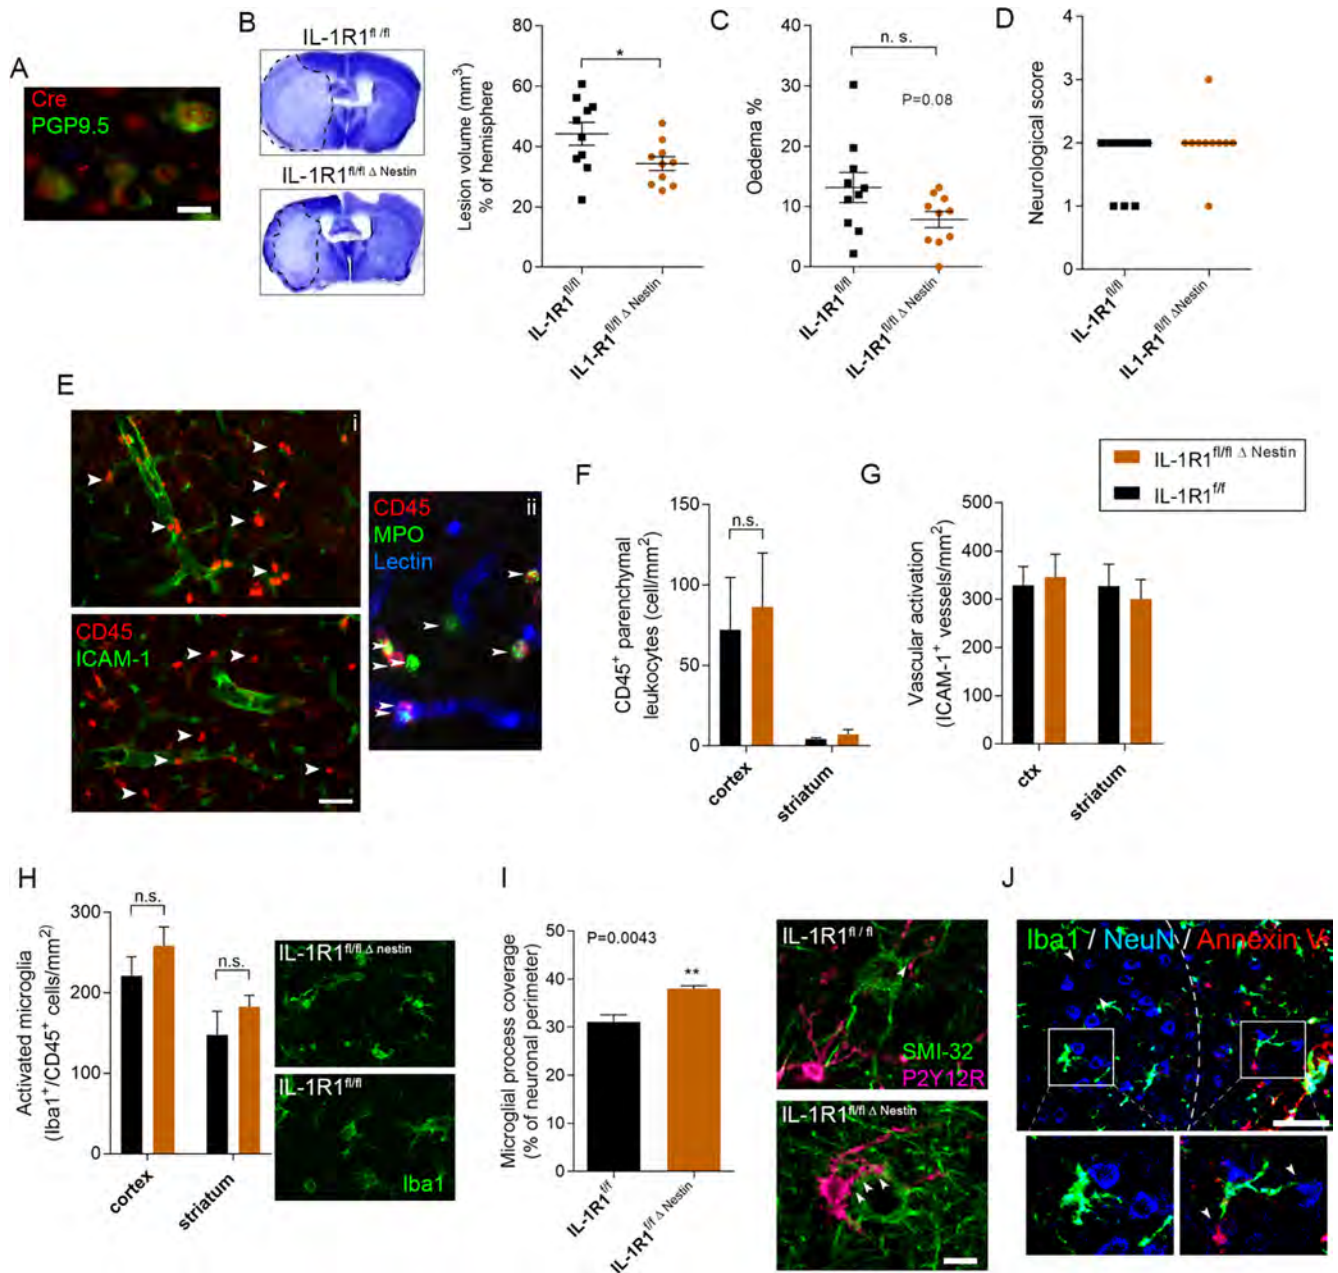 A
Cre
PGP9.5
B
IL-1R1fl/fl
IL-1R1fl/fl Δ Nestin
Lesion volume (mm3)
% of hemisphere
80
60
40
20
0
*
IL-1R1fl/fl
IL1-R1fl/fl Δ Nestin
C
Oedema %
40
30
20
10
0
n. s.
P=0.08
IL-1R1fl/fl
IL-1R1fl/fl Δ Nestin
D
Neurological score
4
3
2
1
0
IL-1R1fl/fl
IL1-R1fl/fl ΔNestin
E
i
CD45
ICAM-1
ii
CD45
MPO
Lectin
F
CD45+ parenchymal
leukocytes (cell/mm2)
150
100
50
0
n.s.
cortex
striatum
G
IL-1R1fl/fl Δ Nestin
IL-1R1f/f
Vascular activation
(ICAM-1+ vessels/mm2)
500
400
300
200
100
0
ctx
striatum
H
Activated microglia
(Iba1+/CD45+ cells/mm2)
300
200
100
0
n.s.
n.s.
cortex
striatum
IL-1R1fl/fl Δ nestin
IL-1R1fl/fl
Iba1
I
Microglial process coverage
(% of neuronal perimeter)
50
40
30
20
10
0
P=0.0043
**
IL-1R1f/f
IL-1R1f/f Δ Nestin
IL-1R1fl/fl
SMI-32
P2Y12R
IL-1R1fl/fl Δ Nestin
J
Iba1 / NeuN / Annexin V